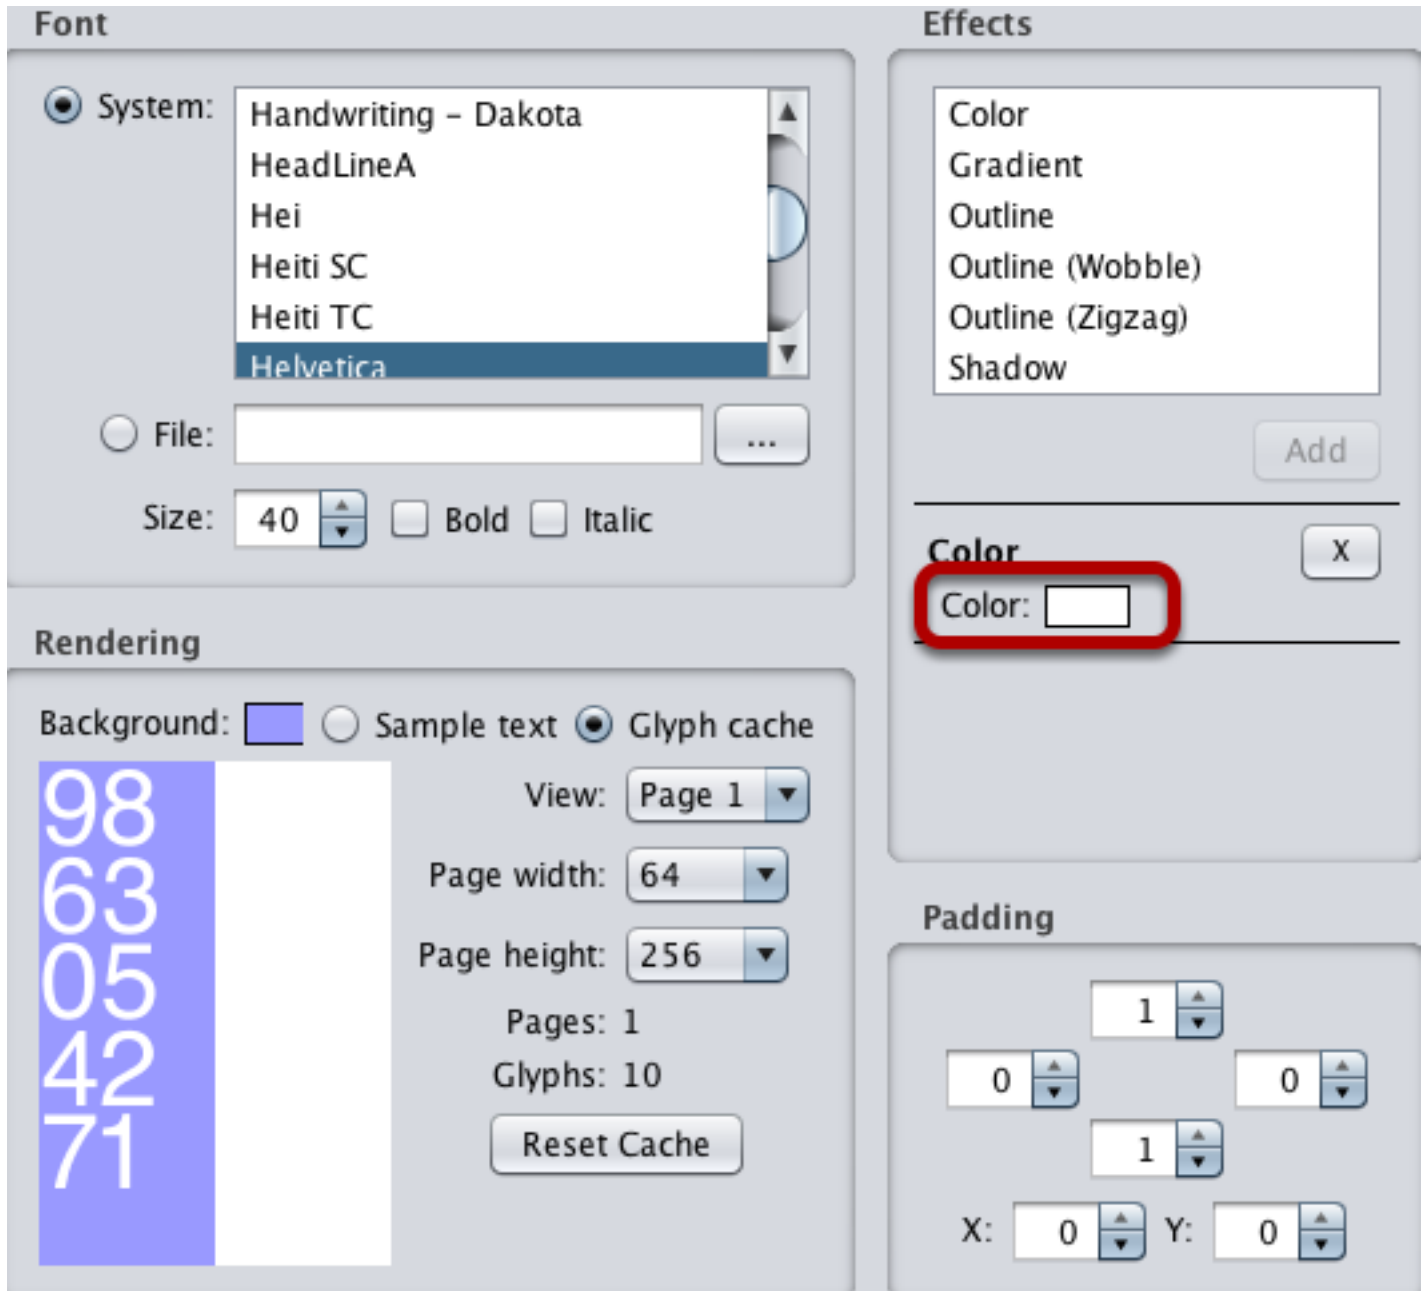 Font
System:
Handwriting – Dakota
HeadLineA
Hei
Heiti SC
Heiti TC
Helvetica
File:
...
Size: 40 Bold Italic
Rendering
Background: Sample text Glyph cache
98
63
05
42
71
View: Page 1
Page width: 64
Page height: 256
Pages: 1
Glyphs: 10
Reset Cache
Effects
Color
Gradient
Outline
Outline (Wobble)
Outline (Zigzag)
Shadow
Add
Color X
Color:
Padding
1
0 0
1
X: 0 Y: 0